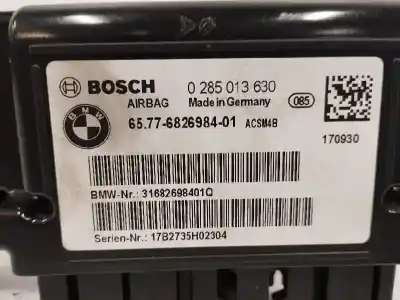 BOSCH 0 285 013 630
AIRBAG Made in Germany 085
BMW 65.77-6826984-01 ACSM4B
170930
BMW-Nr.: 31682698401Q
Serien-Nr.: 17B2735H02304